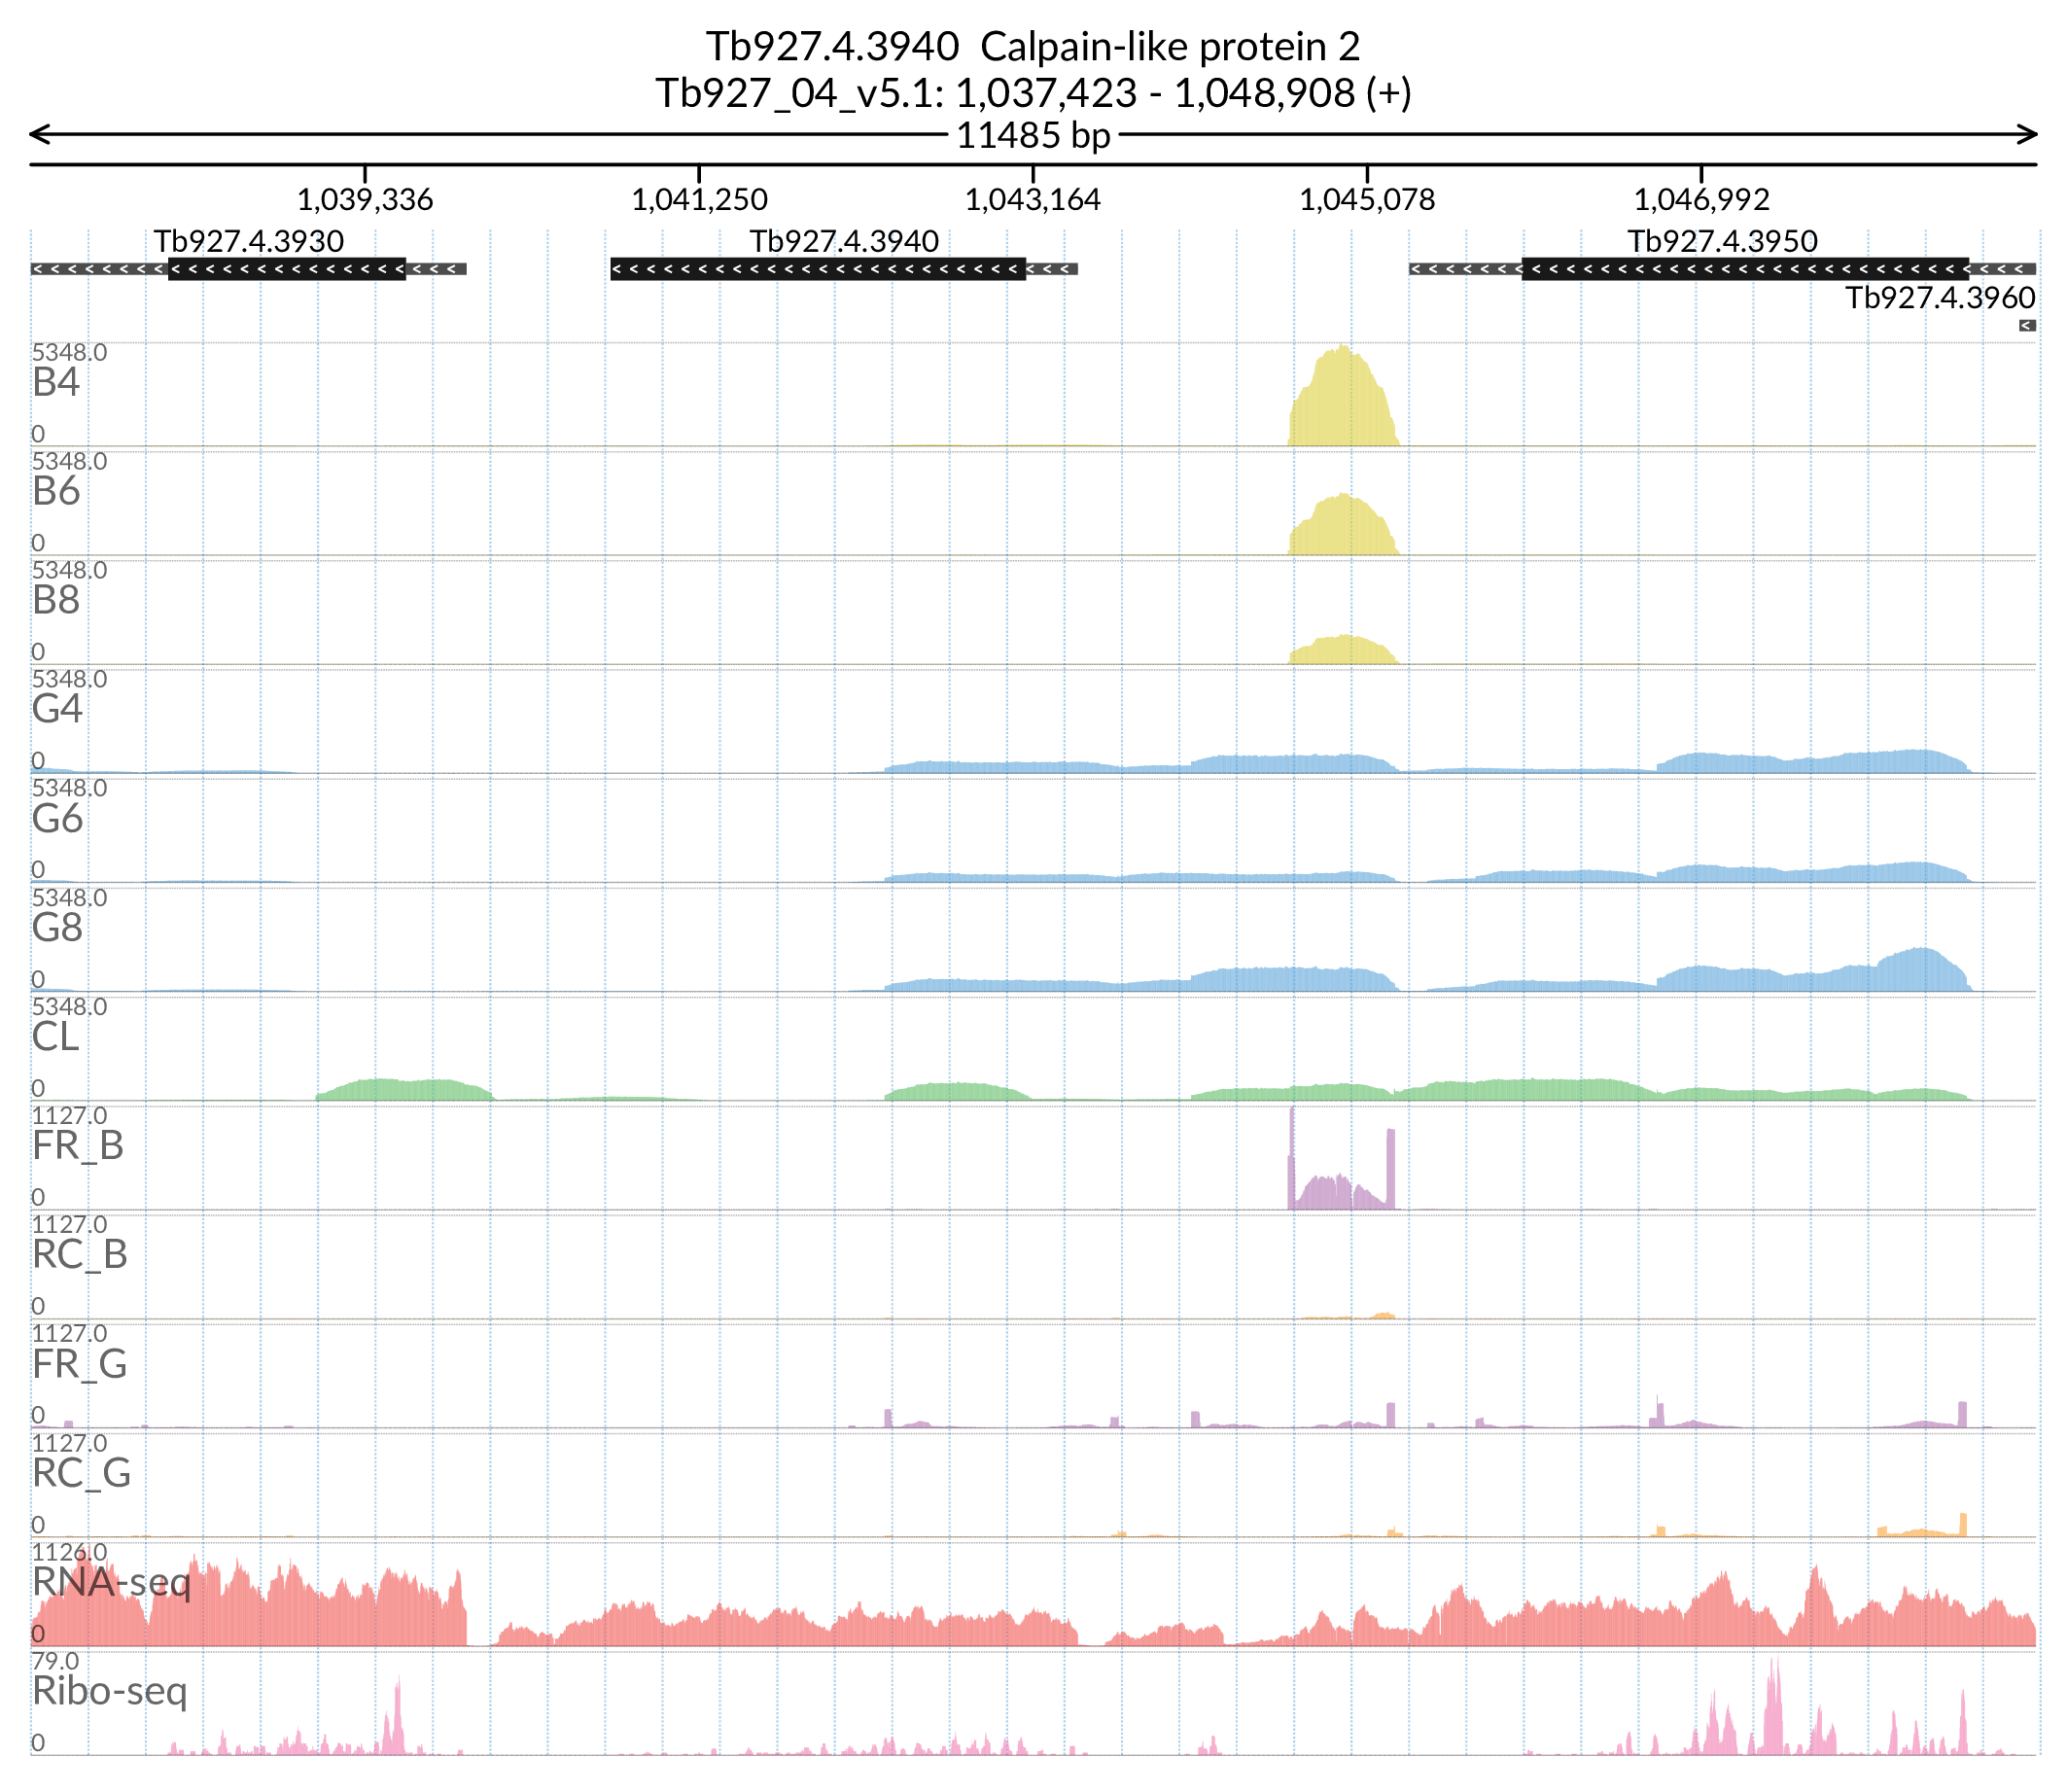 Tb927.4.3940  Calpain-like protein 2
Tb927_04_v5.1: 1,037,423 - 1,048,908 (+)
11485 bp
1,039,336 1,041,250 1,043,164 1,045,078 1,046,992
Tb927.4.3930 Tb927.4.3940 Tb927.4.3950
Tb927.4.3960
5348.0
B4
0
5348.0
B6
0
5348.0
B8
0
5348.0
G4
0
5348.0
G6
0
5348.0
G8
0
5348.0
CL
0
1127.0
FR_B
0
1127.0
RC_B
0
1127.0
FR_G
0
1127.0
RC_G
0
1126.0
RNA-seq
0
79.0
Ribo-seq
0